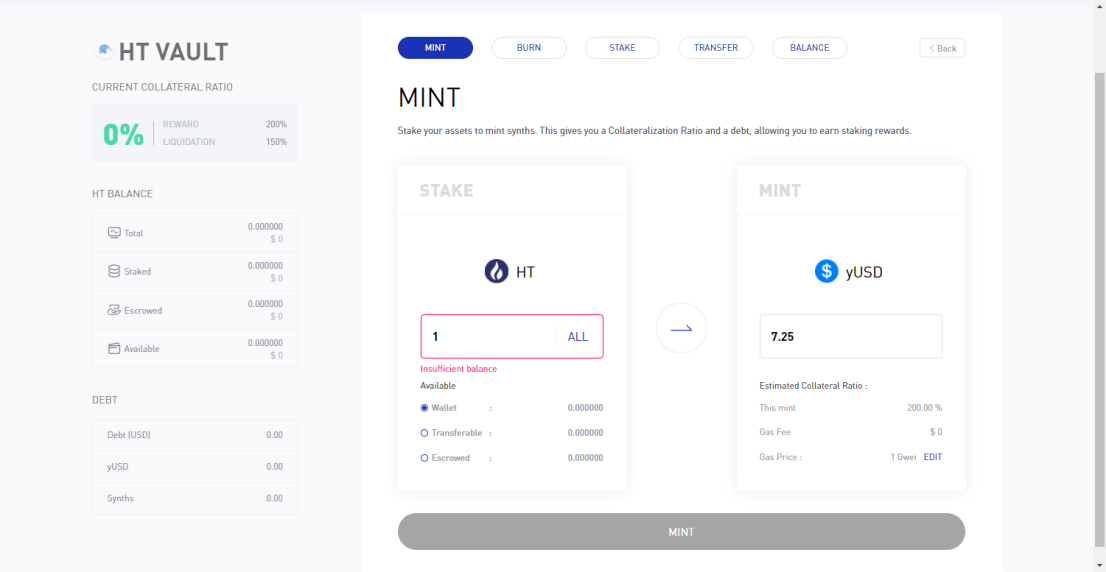 HT VAULT
CURRENT COLLATERAL RATIO
0%
REWARD 200%
LIQUIDATION 150%
HT BALANCE
Total 0.000000
$ 0
Staked 0.000000
$ 0
Escrowed 0.000000
$ 0
Available 0.000000
$ 0
DEBT
Debt (USD) 0.00
yUSD 0.00
Synths 0.00
MINT BURN STAKE TRANSFER BALANCE < Back
MINT
Stake your assets to mint synths. This gives you a Collateralization Ratio and a debt, allowing you to earn staking rewards.
STAKE
HT
1 ALL
Insufficient balance
Available
Wallet : 0.000000
Transferable : 0.000000
Escrowed : 0.000000
MINT
$ yUSD
7.25
Estimated Collateral Ratio :
This mint 200.00 %
Gas Fee $ 0
Gas Price : 1 Gwei EDIT
MINT